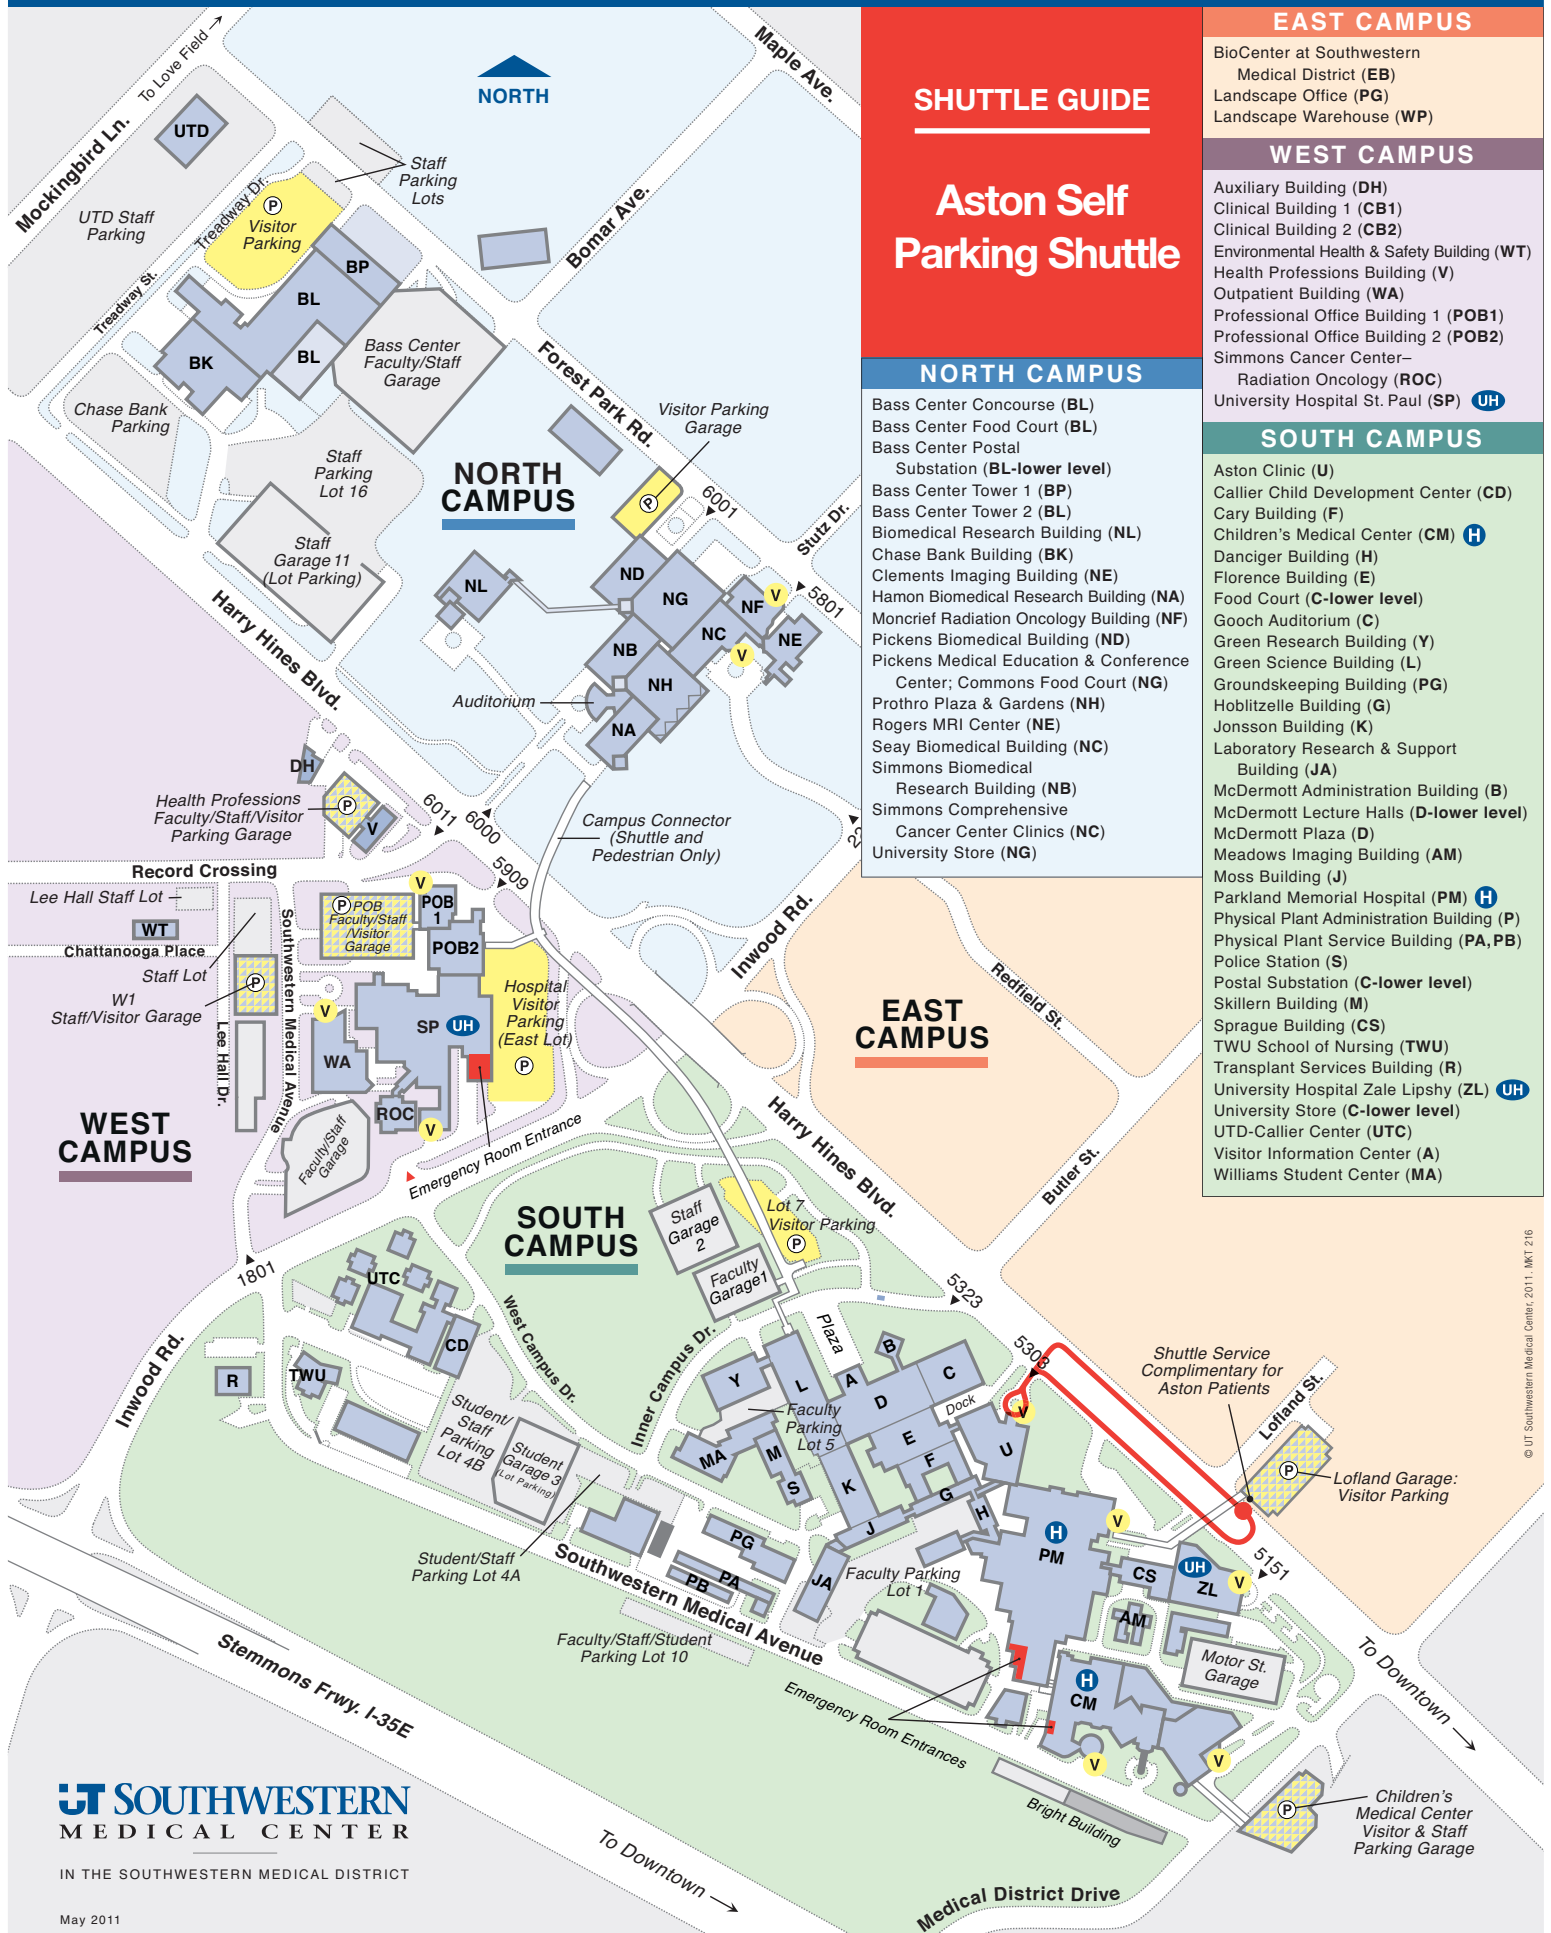 To Love Field
Mockingbird Ln.
UTD
UTD Staff
Parking
Treadway Dr.
Treadway St.
P
Visitor
Parking
Staff
Parking
Lots
NORTH
Maple Ave.
Bomar Ave.
BP
BL
BL
BK
Bass Center
Faculty/Staff
Garage
Chase Bank
Parking
Staff
Parking
Lot 16
Staff
Garage 11
(Lot Parking)
Forest Park Rd.
Visitor Parking
Garage
P
NORTH
CAMPUS
6001
Stutz Dr.
5801
NL
ND
NG
NF
V
NE
NC
V
NB
NH
NA
Auditorium
Harry Hines Blvd.
DH
Health Professions
Faculty/Staff/Visitor
Parking Garage
P
V
6011
6000
5909
Campus Connector
(Shuttle and
Pedestrian Only)
Record Crossing
Lee Hall Staff Lot
WT
Chattanooga Place
Staff Lot
W1
Staff/Visitor Garage
P
Lee Hall Dr.
Southwestern Medical Avenue
P POB
Faculty/Staff
/Visitor
Garage
V
POB
1
POB2
Hospital
Visitor
Parking
(East Lot)
P
SP UH
V
WA
ROC
V
Faculty/Staff
Garage
WEST
CAMPUS
Emergency Room Entrance
Inwood Rd.
Redfield St.
EAST
CAMPUS
Harry Hines Blvd.
Butler St.
SOUTH
CAMPUS
Staff
Garage
2
Faculty
Garage1
Lot 7
Visitor Parking
P
1801
UTC
CD
R
TWU
Inwood Rd.
West Campus Dr.
Inner Campus Dr.
Plaza
5323
5303
B
C
A
D
L
Y
Dock
V
U
E
F
G
H
K
J
MA
M
S
Faculty
Parking
Lot 5
Student/
Staff
Parking
Lot 4B
Student
Garage 3
(Lot Parking)
Student/Staff
Parking Lot 4A
Southwestern Medical Avenue
PG
PA
PB
JA
Faculty/Staff/Student
Parking Lot 10
Faculty Parking
Lot 1
Shuttle Service
Complimentary for
Aston Patients
Lofland St.
P
Lofland Garage:
Visitor Parking
H
PM
V
CS
UH
ZL
V
5151
AM
Motor St.
Garage
H
CM
V
V
Emergency Room Entrances
Bright Building
To Downtown
P
Children's
Medical Center
Visitor & Staff
Parking Garage
Medical District Drive
Stemmons Frwy. I-35E
To Downtown
UT SOUTHWESTERN
MEDICAL CENTER
IN THE SOUTHWESTERN MEDICAL DISTRICT
May 2011
SHUTTLE GUIDE
Aston Self
Parking Shuttle
NORTH CAMPUS
Bass Center Concourse (BL)
Bass Center Food Court (BL)
Bass Center Postal
Substation (BL-lower level)
Bass Center Tower 1 (BP)
Bass Center Tower 2 (BL)
Biomedical Research Building (NL)
Chase Bank Building (BK)
Clements Imaging Building (NE)
Hamon Biomedical Research Building (NA)
Moncrief Radiation Oncology Building (NF)
Pickens Biomedical Building (ND)
Pickens Medical Education & Conference
Center; Commons Food Court (NG)
Prothro Plaza & Gardens (NH)
Rogers MRI Center (NE)
Seay Biomedical Building (NC)
Simmons Biomedical
Research Building (NB)
Simmons Comprehensive
Cancer Center Clinics (NC)
University Store (NG)
EAST CAMPUS
BioCenter at Southwestern
Medical District (EB)
Landscape Office (PG)
Landscape Warehouse (WP)
WEST CAMPUS
Auxiliary Building (DH)
Clinical Building 1 (CB1)
Clinical Building 2 (CB2)
Environmental Health & Safety Building (WT)
Health Professions Building (V)
Outpatient Building (WA)
Professional Office Building 1 (POB1)
Professional Office Building 2 (POB2)
Simmons Cancer Center–
Radiation Oncology (ROC)
University Hospital St. Paul (SP) UH
SOUTH CAMPUS
Aston Clinic (U)
Callier Child Development Center (CD)
Cary Building (F)
Children's Medical Center (CM) H
Danciger Building (H)
Florence Building (E)
Food Court (C-lower level)
Gooch Auditorium (C)
Green Research Building (Y)
Green Science Building (L)
Groundskeeping Building (PG)
Hoblitzelle Building (G)
Jonsson Building (K)
Laboratory Research & Support
Building (JA)
McDermott Administration Building (B)
McDermott Lecture Halls (D-lower level)
McDermott Plaza (D)
Meadows Imaging Building (AM)
Moss Building (J)
Parkland Memorial Hospital (PM) H
Physical Plant Administration Building (P)
Physical Plant Service Building (PA, PB)
Police Station (S)
Postal Substation (C-lower level)
Skillern Building (M)
Sprague Building (CS)
TWU School of Nursing (TWU)
Transplant Services Building (R)
University Hospital Zale Lipshy (ZL) UH
University Store (C-lower level)
UTD-Callier Center (UTC)
Visitor Information Center (A)
Williams Student Center (MA)
© UT Southwestern Medical Center, 2011. MKT 216